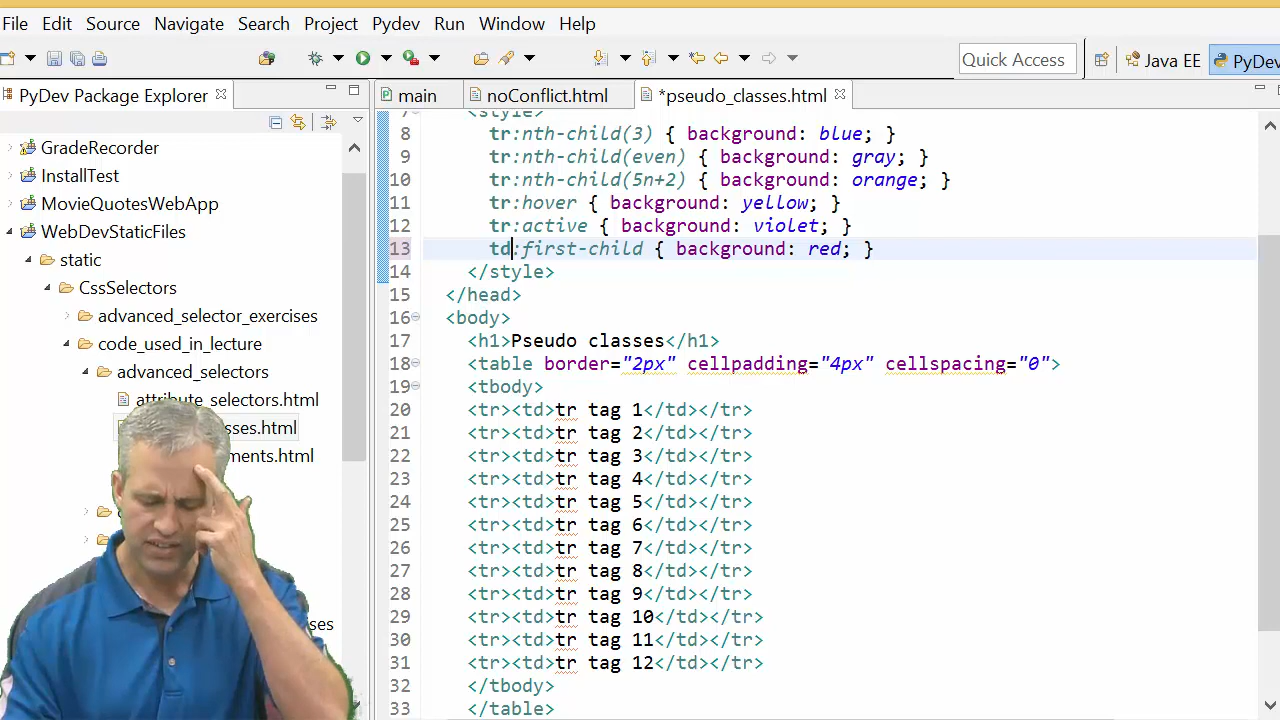 File Edit Source Navigate Search Project Pydev Run Window Help
Quick Access Java EE PyDev
PyDev Package Explorer
main noConflict.html *pseudo_classes.html
GradeRecorder
InstallTest
MovieQuotesWebApp
WebDevStaticFiles
static
CssSelectors
advanced_selector_exercises
code_used_in_lecture
advanced_selectors
attribute_selectors.html
sses.html
ments.html
ses
7 <style>
8 tr:nth-child(3) { background: blue; }
9 tr:nth-child(even) { background: gray; }
10 tr:nth-child(5n+2) { background: orange; }
11 tr:hover { background: yellow; }
12 tr:active { background: violet; }
13 td:first-child { background: red; }
14 </style>
15 </head>
16 <body>
17 <h1>Pseudo classes</h1>
18 <table border="2px" cellpadding="4px" cellspacing="0">
19 <tbody>
20 <tr><td>tr tag 1</td></tr>
21 <tr><td>tr tag 2</td></tr>
22 <tr><td>tr tag 3</td></tr>
23 <tr><td>tr tag 4</td></tr>
24 <tr><td>tr tag 5</td></tr>
25 <tr><td>tr tag 6</td></tr>
26 <tr><td>tr tag 7</td></tr>
27 <tr><td>tr tag 8</td></tr>
28 <tr><td>tr tag 9</td></tr>
29 <tr><td>tr tag 10</td></tr>
30 <tr><td>tr tag 11</td></tr>
31 <tr><td>tr tag 12</td></tr>
32 </tbody>
33 </table>